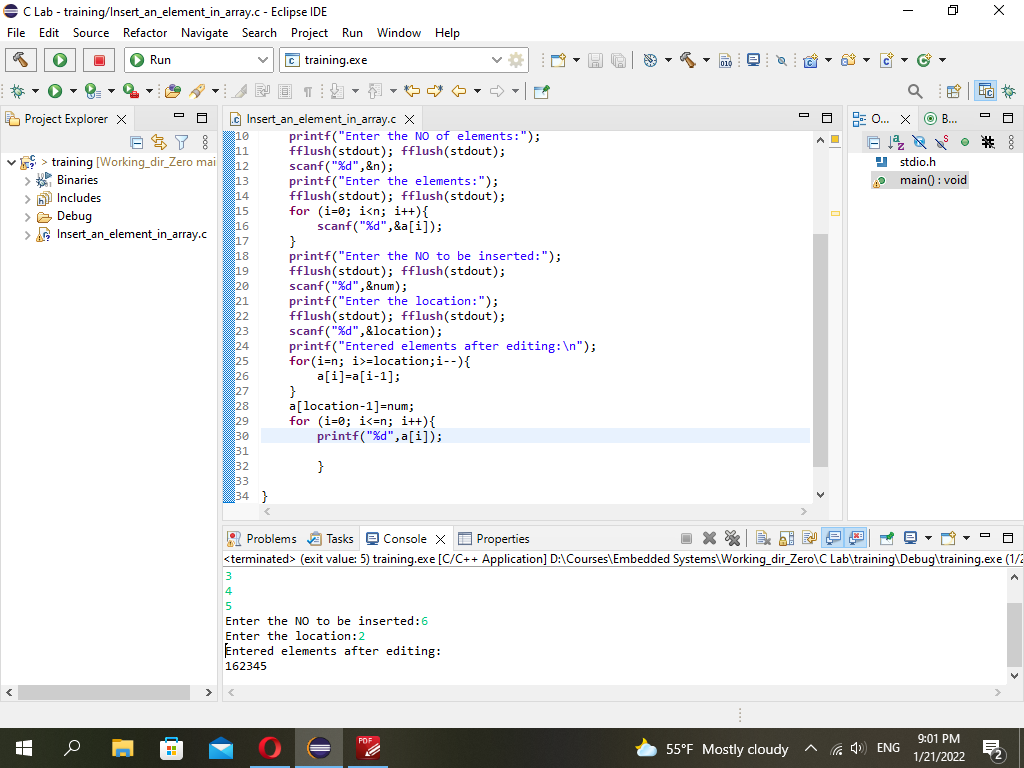 C Lab - training/Insert_an_element_in_array.c - Eclipse IDE
File Edit Source Refactor Navigate Search Project Run Window Help
Run
training.exe
Project Explorer
Insert_an_element_in_array.c
O...
B...
> training [Working_dir_Zero mai
Binaries
Includes
Debug
Insert_an_element_in_array.c
10 printf("Enter the NO of elements:");
11 fflush(stdout); fflush(stdout);
12 scanf("%d",&n);
13 printf("Enter the elements:");
14 fflush(stdout); fflush(stdout);
15 for (i=0; i<n; i++){
16 scanf("%d",&a[i]);
17 }
18 printf("Enter the NO to be inserted:");
19 fflush(stdout); fflush(stdout);
20 scanf("%d",&num);
21 printf("Enter the location:");
22 fflush(stdout); fflush(stdout);
23 scanf("%d",&location);
24 printf("Entered elements after editing:\n");
25 for(i=n; i>=location;i--){
26 a[i]=a[i-1];
27 }
28 a[location-1]=num;
29 for (i=0; i<=n; i++){
30 printf("%d",a[i]);
31
32 }
33
34 }
stdio.h
main() : void
Problems Tasks Console Properties
<terminated> (exit value: 5) training.exe [C/C++ Application] D:\Courses\Embedded Systems\Working_dir_Zero\C Lab\training\Debug\training.exe (1/2
3
4
5
Enter the NO to be inserted:6
Enter the location:2
Entered elements after editing:
162345
PDF
55°F Mostly cloudy
ENG
9:01 PM
1/21/2022
2